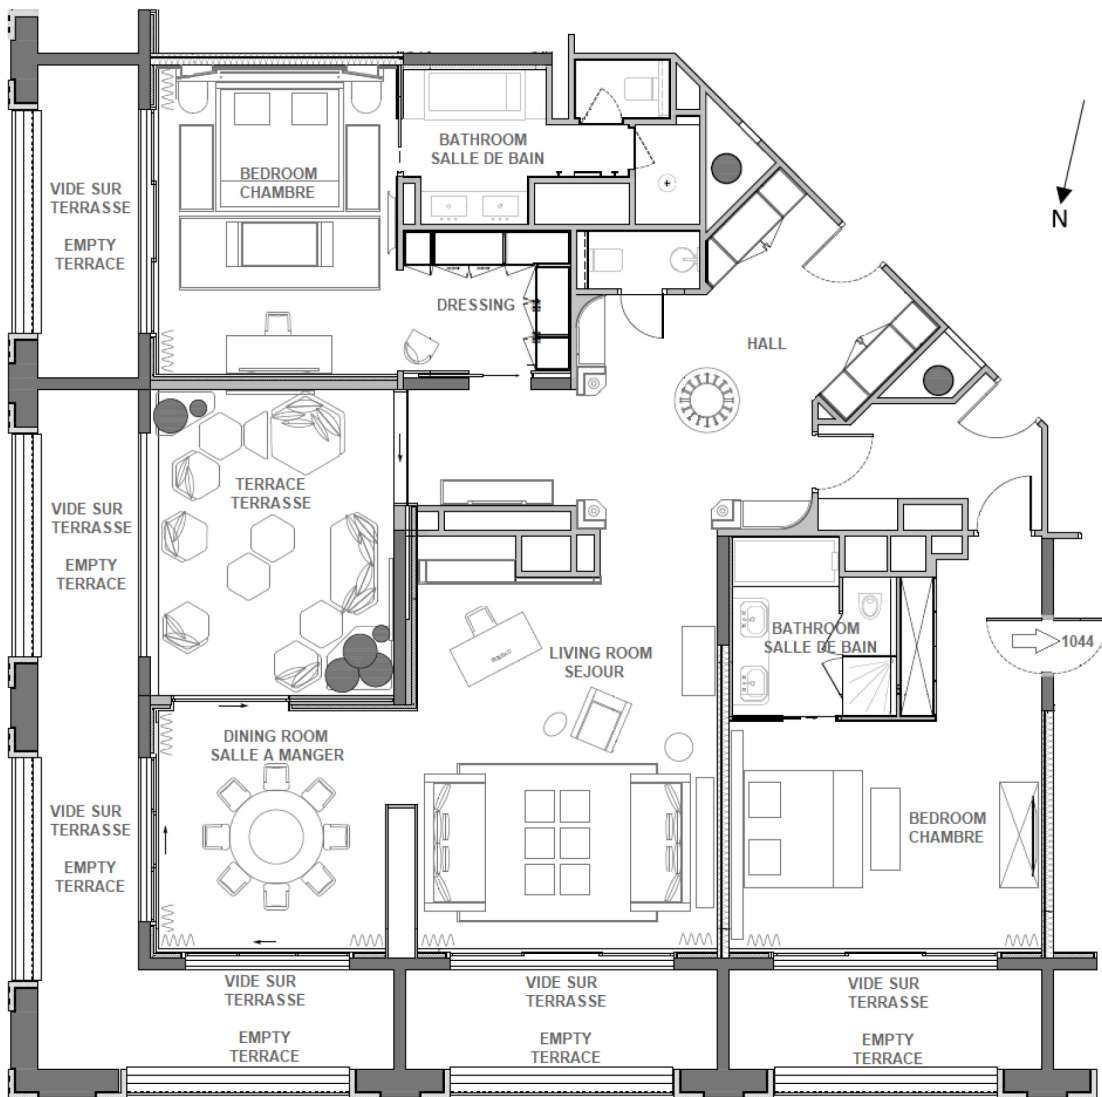 BATHROOM
SALLE DE BAIN
BEDROOM
CHAMBRE
VIDE SUR
TERRASSE
EMPTY
TERRACE
N
DRESSING
HALL
TERRACE
TERRASSE
VIDE SUR
TERRASSE
EMPTY
TERRACE
BATHROOM
SALLE DE BAIN
1044
LIVING ROOM
SEJOUR
DINING ROOM
SALLE A MANGER
VIDE SUR
TERRASSE
EMPTY
TERRACE
BEDROOM
CHAMBRE
VIDE SUR
TERRASSE
EMPTY
TERRACE
VIDE SUR
TERRASSE
EMPTY
TERRACE
VIDE SUR
TERRASSE
EMPTY
TERRACE